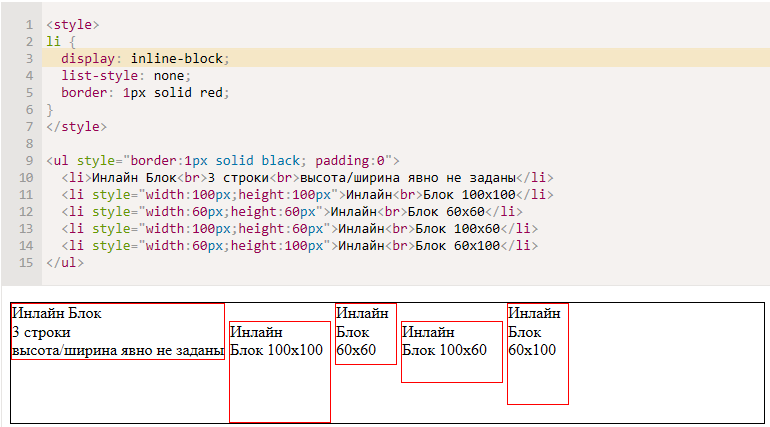 1 <style>
2 li {
3 display: inline-block;
4 list-style: none;
5 border: 1px solid red;
6 }
7 </style>
8
9 <ul style="border:1px solid black; padding:0">
10 <li>Инлайн Блок<br>3 строки<br>высота/ширина явно не заданы</li>
11 <li style="width:100px;height:100px">Инлайн<br>Блок 100x100</li>
12 <li style="width:60px;height:60px">Инлайн<br>Блок 60x60</li>
13 <li style="width:100px;height:60px">Инлайн<br>Блок 100x60</li>
14 <li style="width:60px;height:100px">Инлайн<br>Блок 60x100</li>
15 </ul>
Инлайн Блок
3 строки
высота/ширина явно не заданы
Инлайн
Блок 100x100
Инлайн
Блок
60x60
Инлайн
Блок 100x60
Инлайн
Блок
60x100